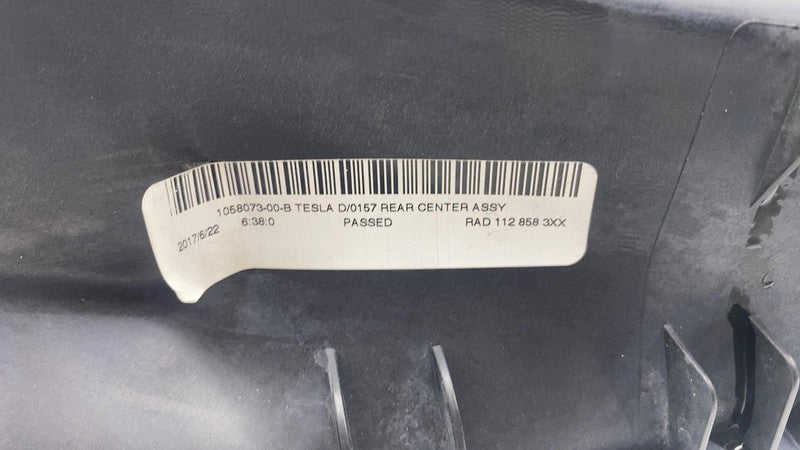 1058073-00-B TESLA D/0157 REAR CENTER ASSY
2017/6/22 6:38:0 PASSED RAD 112 858 3XX